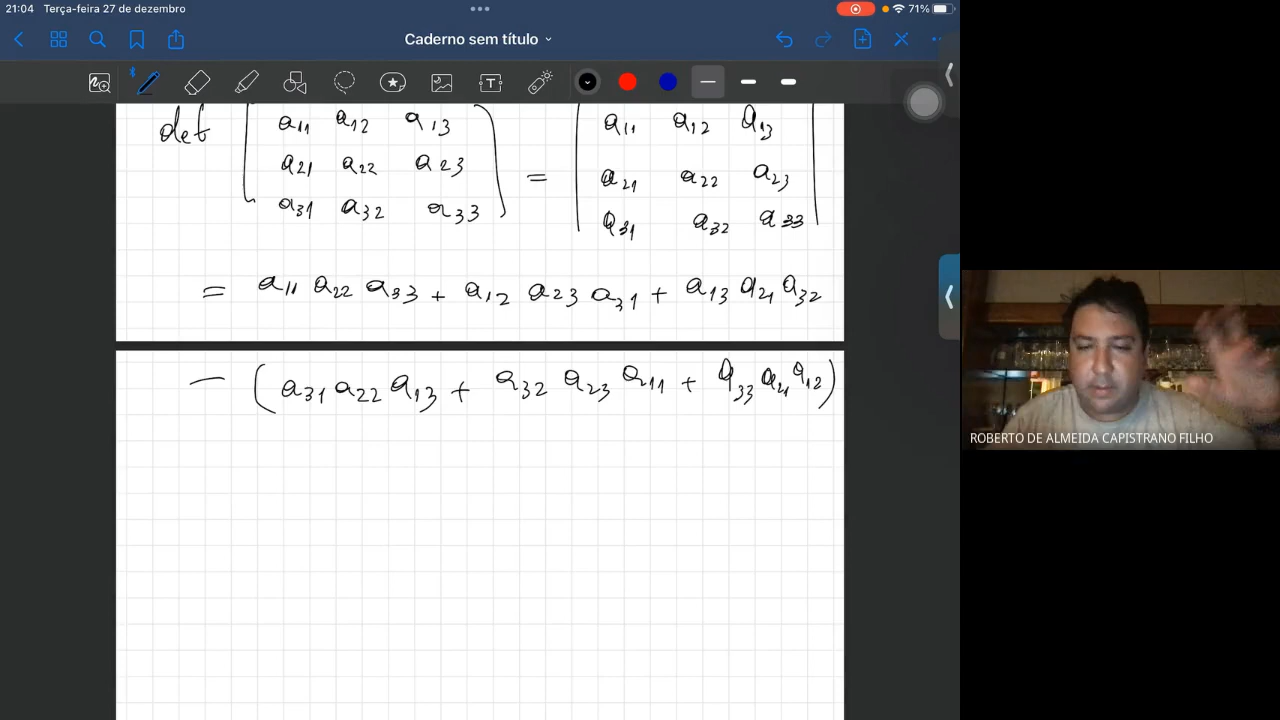 21:04 Terça-feira 27 de dezembro
71%
Caderno sem título
det [ a11 a12 a13 ] = | a11 a12 a13 |
a21 a22 a23 a21 a22 a23
a31 a32 a33 a31 a32 a33
= a11 a22 a33 + a12 a23 a31 + a13 a21 a32
— (a31 a22 a13 + a32 a23 a11 + a33 a21 a12)
ROBERTO DE ALMEIDA CAPISTRANO FILHO